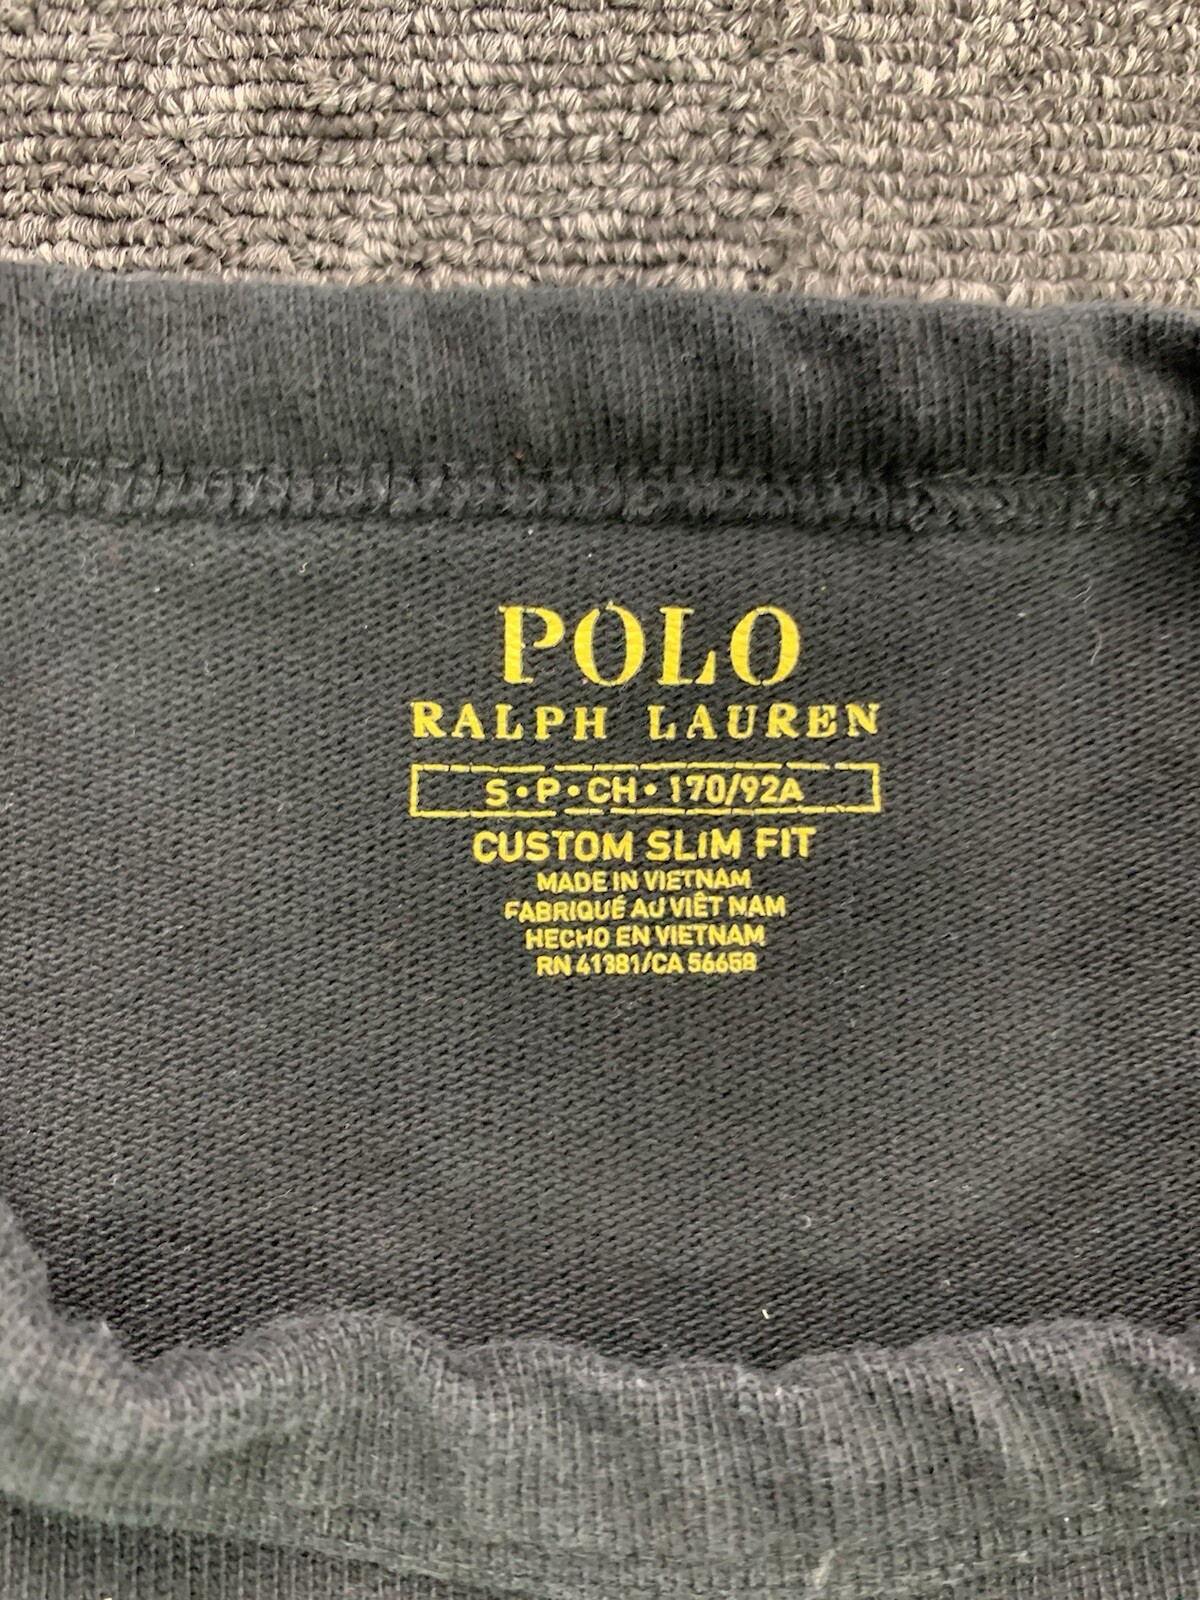 POLO
RALPH LAUREN
S • P • CH • 170/92A
CUSTOM SLIM FIT
MADE IN VIETNAM
FABRIQUÉ AU VIÊT NAM
HECHO EN VIETNAM
RN 41381/CA 56658